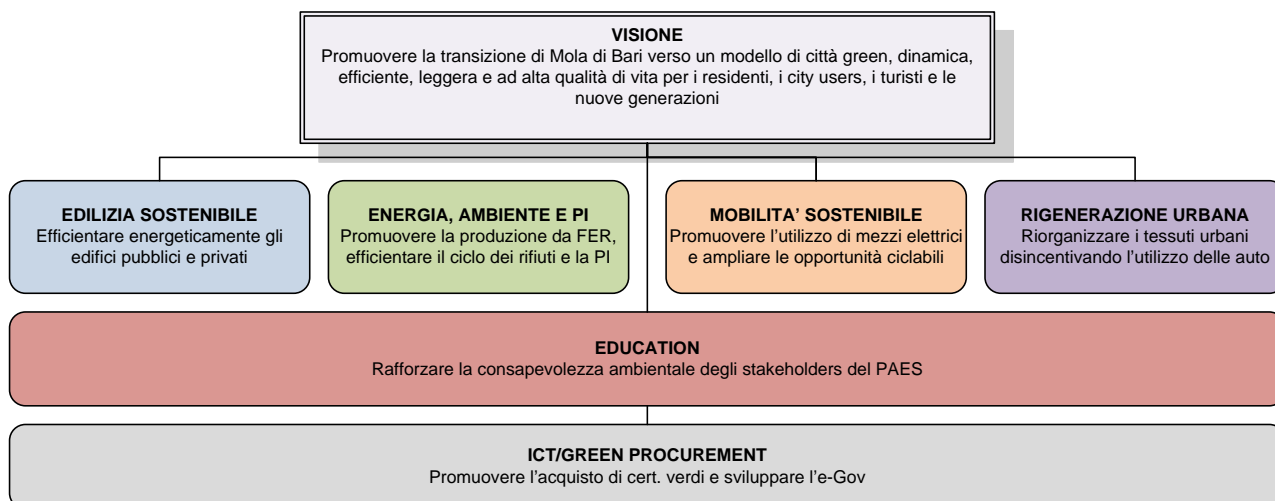 VISIONE
Promuovere la transizione di Mola di Bari verso un modello di città green, dinamica,
efficiente, leggera e ad alta qualità di vita per i residenti, i city users, i turisti e le
nuove generazioni
EDILIZIA SOSTENIBILE
Efficientare energeticamente gli
edifici pubblici e privati
ENERGIA, AMBIENTE E PI
Promuovere la produzione da FER,
efficientare il ciclo dei rifiuti e la PI
MOBILITA’ SOSTENIBILE
Promuovere l’utilizzo di mezzi elettrici
e ampliare le opportunità ciclabili
RIGENERAZIONE URBANA
Riorganizzare i tessuti urbani
disincentivando l’utilizzo delle auto
EDUCATION
Rafforzare la consapevolezza ambientale degli stakeholders del PAES
ICT/GREEN PROCUREMENT
Promuovere l’acquisto di cert. verdi e sviluppare l’e-Gov